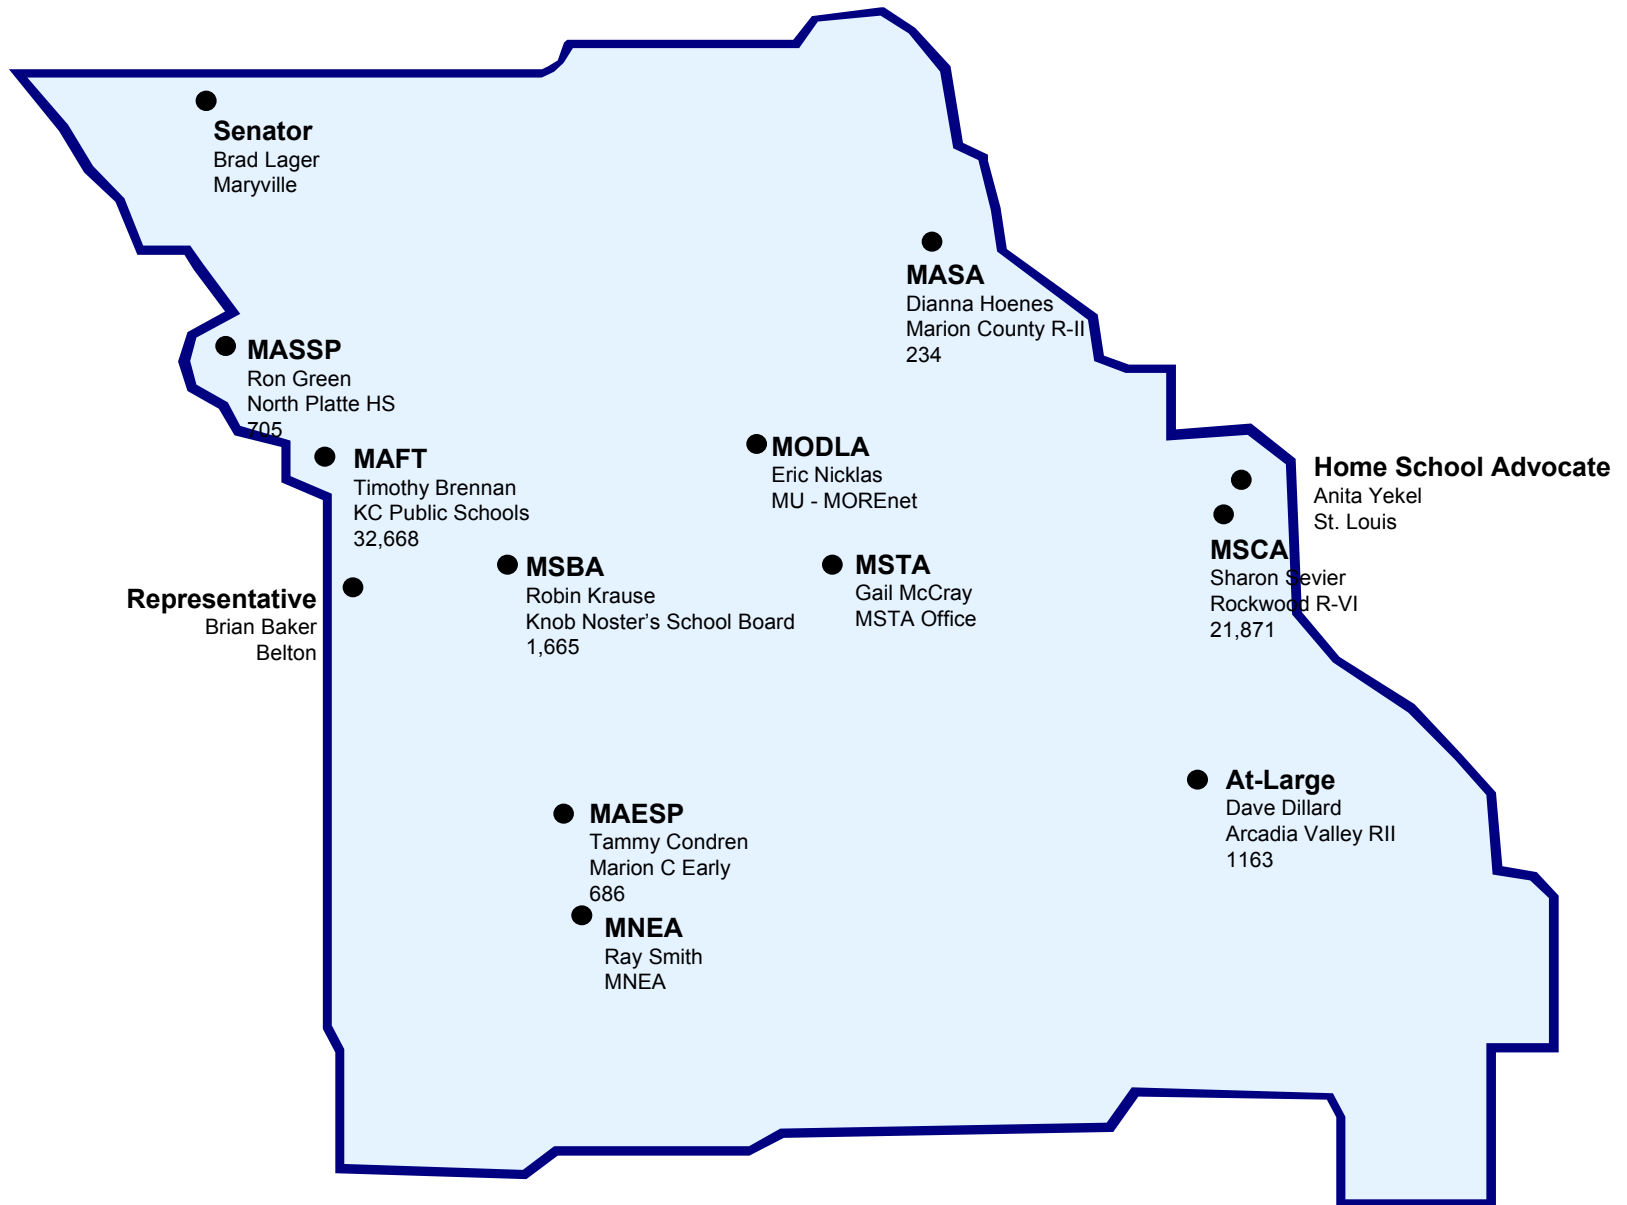 Senator
Brad Lager
Maryville
MASA
Dianna Hoenes
Marion County R-II
234
MASSP
Ron Green
North Platte HS
705
MAFT
Timothy Brennan
KC Public Schools
32,668
MODLA
Eric Nicklas
MU - MOREnet
Home School Advocate
Anita Yekel
St. Louis
MSCA
Sharon Sevier
Rockwood R-VI
21,871
Representative
Brian Baker
Belton
MSBA
Robin Krause
Knob Noster’s School Board
1,665
MSTA
Gail McCray
MSTA Office
At-Large
Dave Dillard
Arcadia Valley RII
1163
MAESP
Tammy Condren
Marion C Early
686
MNEA
Ray Smith
MNEA